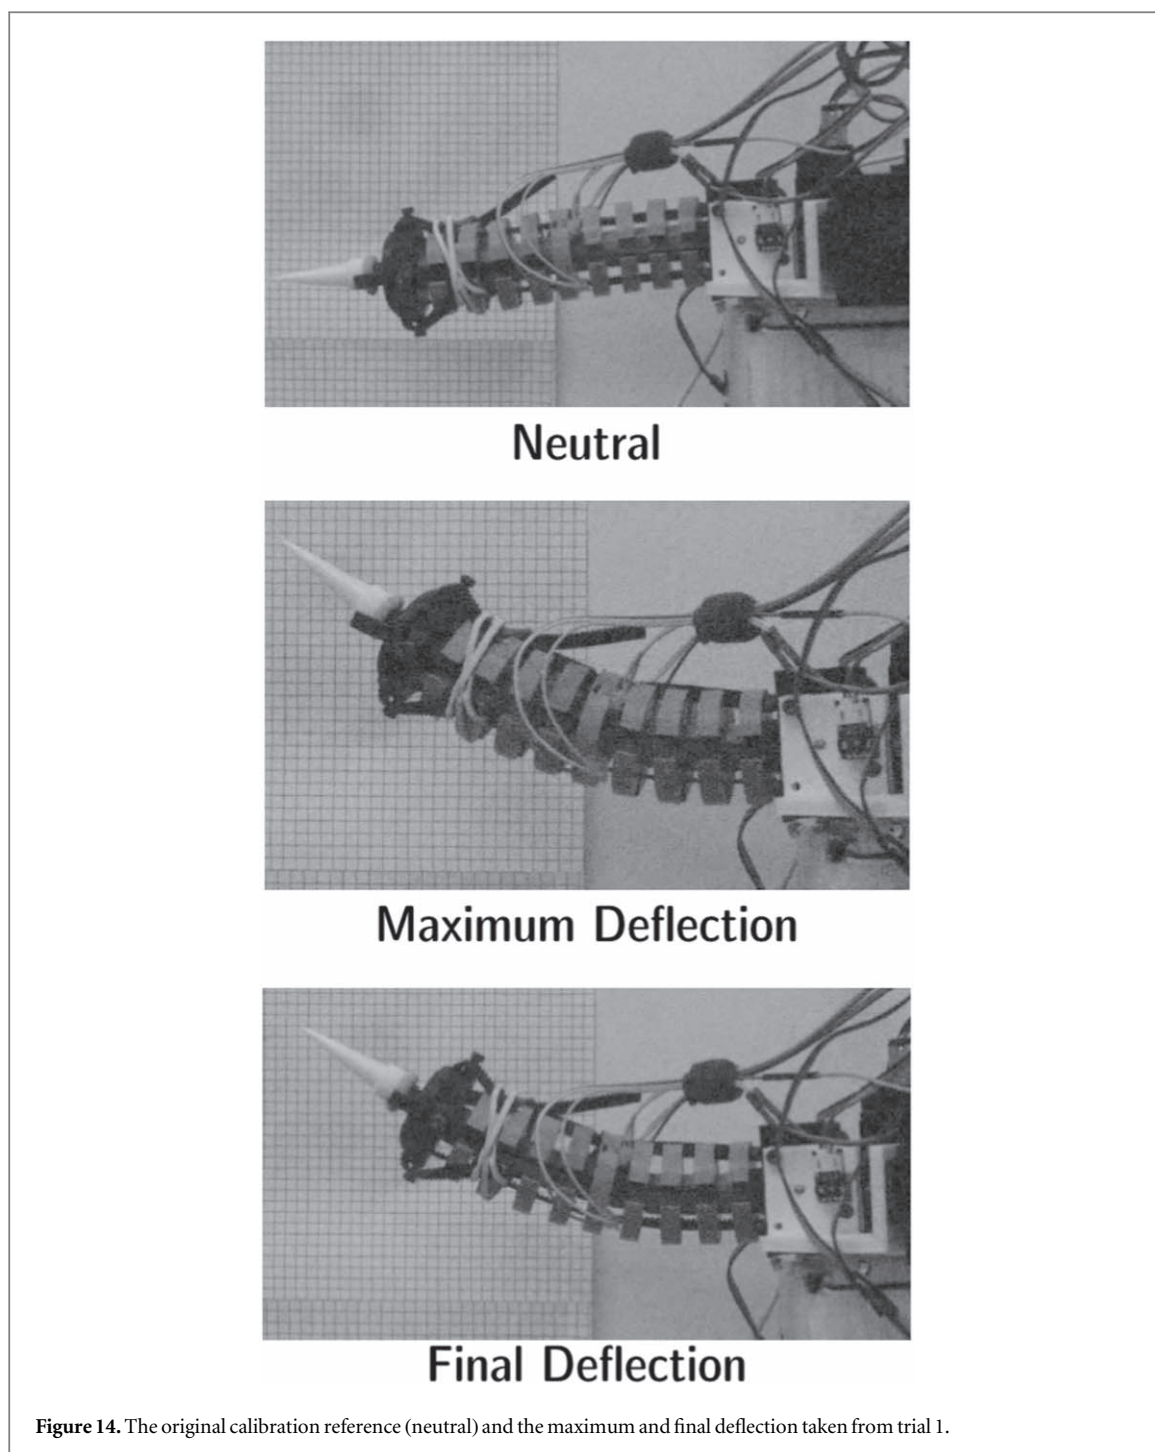 Neutral
Maximum Deflection
Final Deflection
Figure 14. The original calibration reference (neutral) and the maximum and final deflection taken from trial 1.